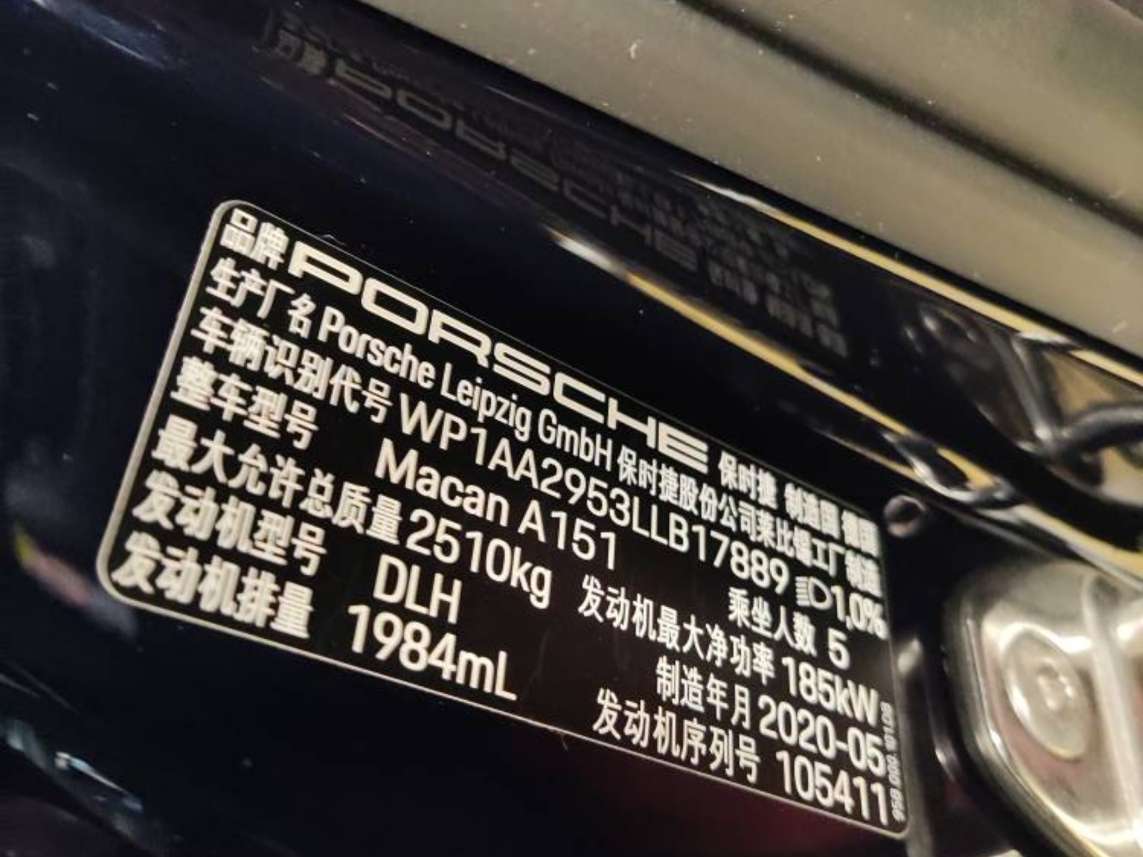 品牌 PORSCHE 保时捷 制造国 德国
生产厂名 Porsche Leipzig GmbH 保时捷股份公司莱比锡工厂制造
车辆识别代号 WP1AA2953LLB17889 1,0%
整车型号 Macan A151 乘坐人数 5
最大允许总质量 2510kg 发动机最大净功率 185kW
发动机型号 DLH 制造年月 2020-05
发动机排量 1984mL 发动机序列号 105411